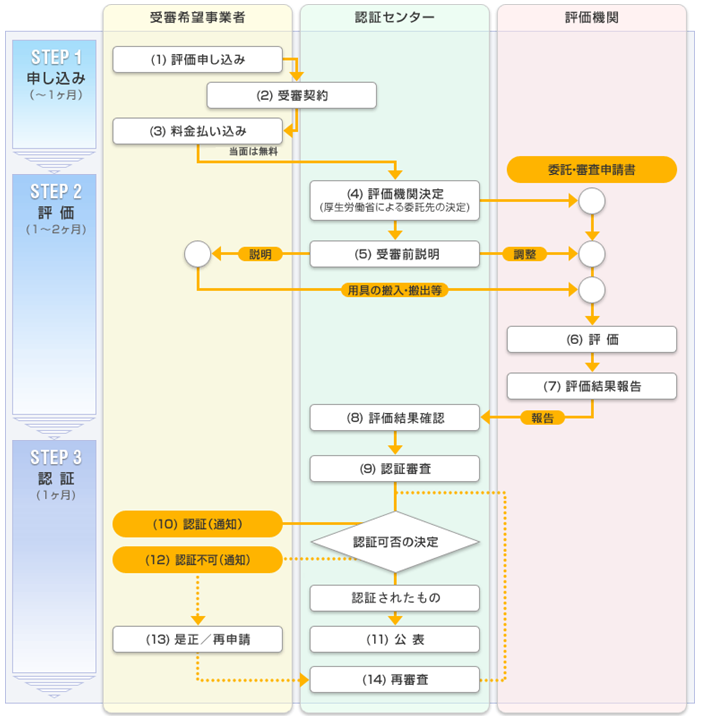 受審希望事業者
認証センター
評価機関
STEP 1
申し込み
（〜1ヶ月）
(1) 評価申し込み
(2) 受審契約
(3) 料金払い込み
当面は無料
STEP 2
評 価
(1〜2ヶ月)
委託・審査申請書
(4) 評価機関決定
(厚生労働省による委託先の決定)
説明
(5) 受審前説明
調整
用具の搬入・搬出等
(6) 評 価
(7) 評価結果報告
(8) 評価結果確認
報告
STEP 3
認 証
(1ヶ月)
(9) 認証審査
(10) 認証（通知）
認証可否の決定
(12) 認証不可（通知）
認証されたもの
(13) 是正／再申請
(11) 公 表
(14) 再審査